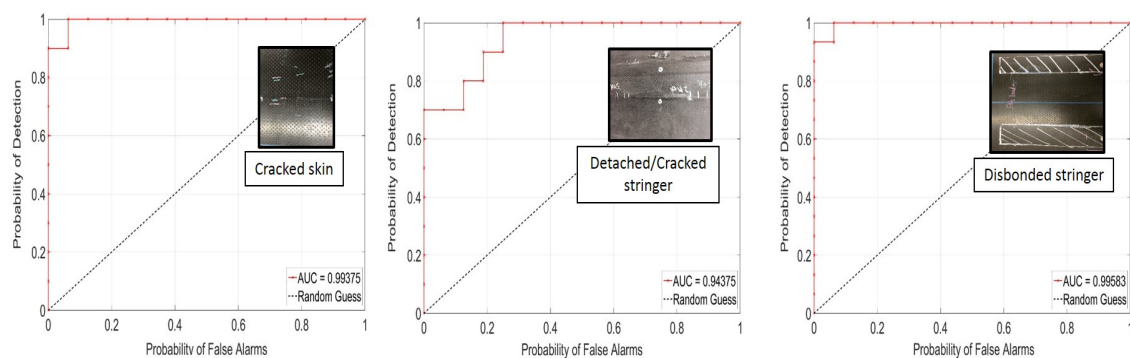 Probability of Detection
1
0.8
0.6
0.4
0.2
0
0
0.2
0.4
0.6
0.8
1
Probability of False Alarms
Cracked skin
AUC = 0.99375
Random Guess
Probability of Detection
1
0.8
0.6
0.4
0.2
0
0
0.2
0.4
0.6
0.8
1
Probability of False Alarms
Detached/Cracked
stringer
AUC = 0.94375
Random Guess
Probability of Detection
1
0.8
0.6
0.4
0.2
0
0
0.2
0.4
0.6
0.8
1
Probability of False Alarms
Disbonded stringer
AUC = 0.99583
Random Guess